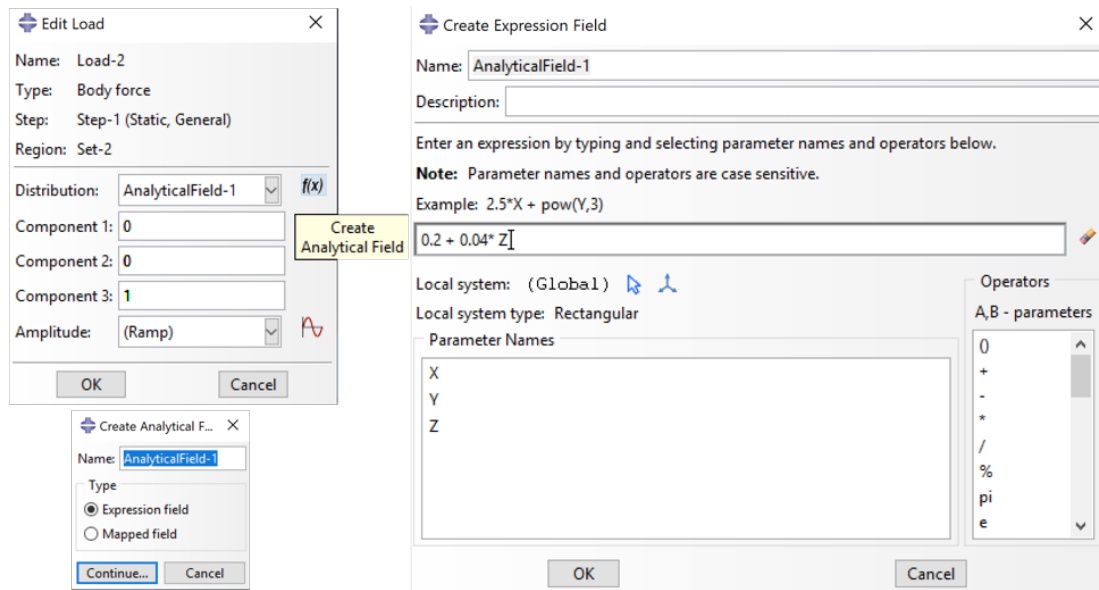 Edit Load
Name: Load-2
Type: Body force
Step: Step-1 (Static, General)
Region: Set-2
Distribution: AnalyticalField-1 f(x)
Create
Analytical Field
Component 1: 0
Component 2: 0
Component 3: 1
Amplitude: (Ramp)
OK Cancel
Create Analytical F...
Name: AnalyticalField-1
Type
Expression field
Mapped field
Continue... Cancel
Create Expression Field
Name: AnalyticalField-1
Description:
Enter an expression by typing and selecting parameter names and operators below.
Note: Parameter names and operators are case sensitive.
Example: 2.5*X + pow(Y,3)
0.2 + 0.04* Z
Local system: (Global)
Local system type: Rectangular
Parameter Names
X
Y
Z
Operators
A,B - parameters
()
+
-
*
/
%
pi
e
OK Cancel